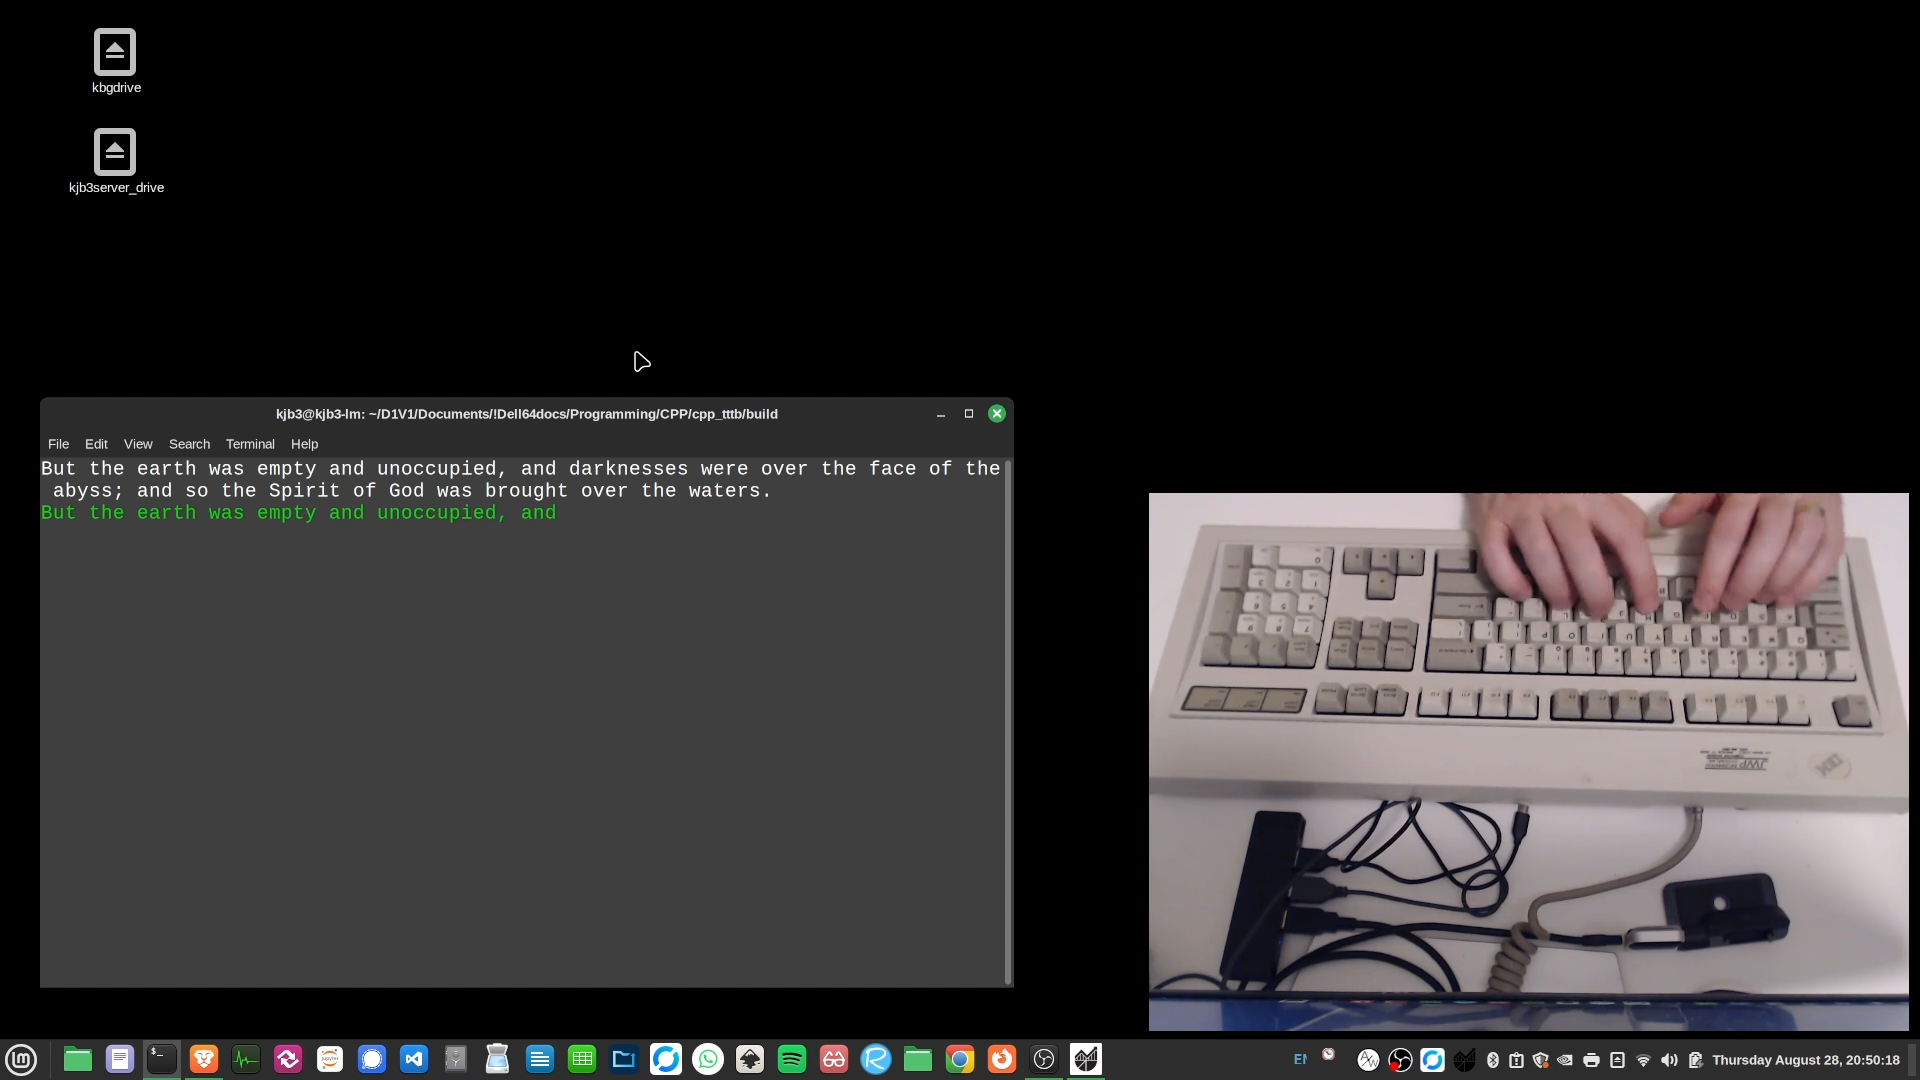 kbgdrive
kjb3server_drive
kjb3@kjb3-lm: ~/D1V1/Documents/!Dell64docs/Programming/CPP/cpp_tttb/build
File Edit View Search Terminal Help
But the earth was empty and unoccupied, and darknesses were over the face of the
abyss; and so the Spirit of God was brought over the waters.
But the earth was empty and unoccupied, and
IBM
Thursday August 28, 20:50:18